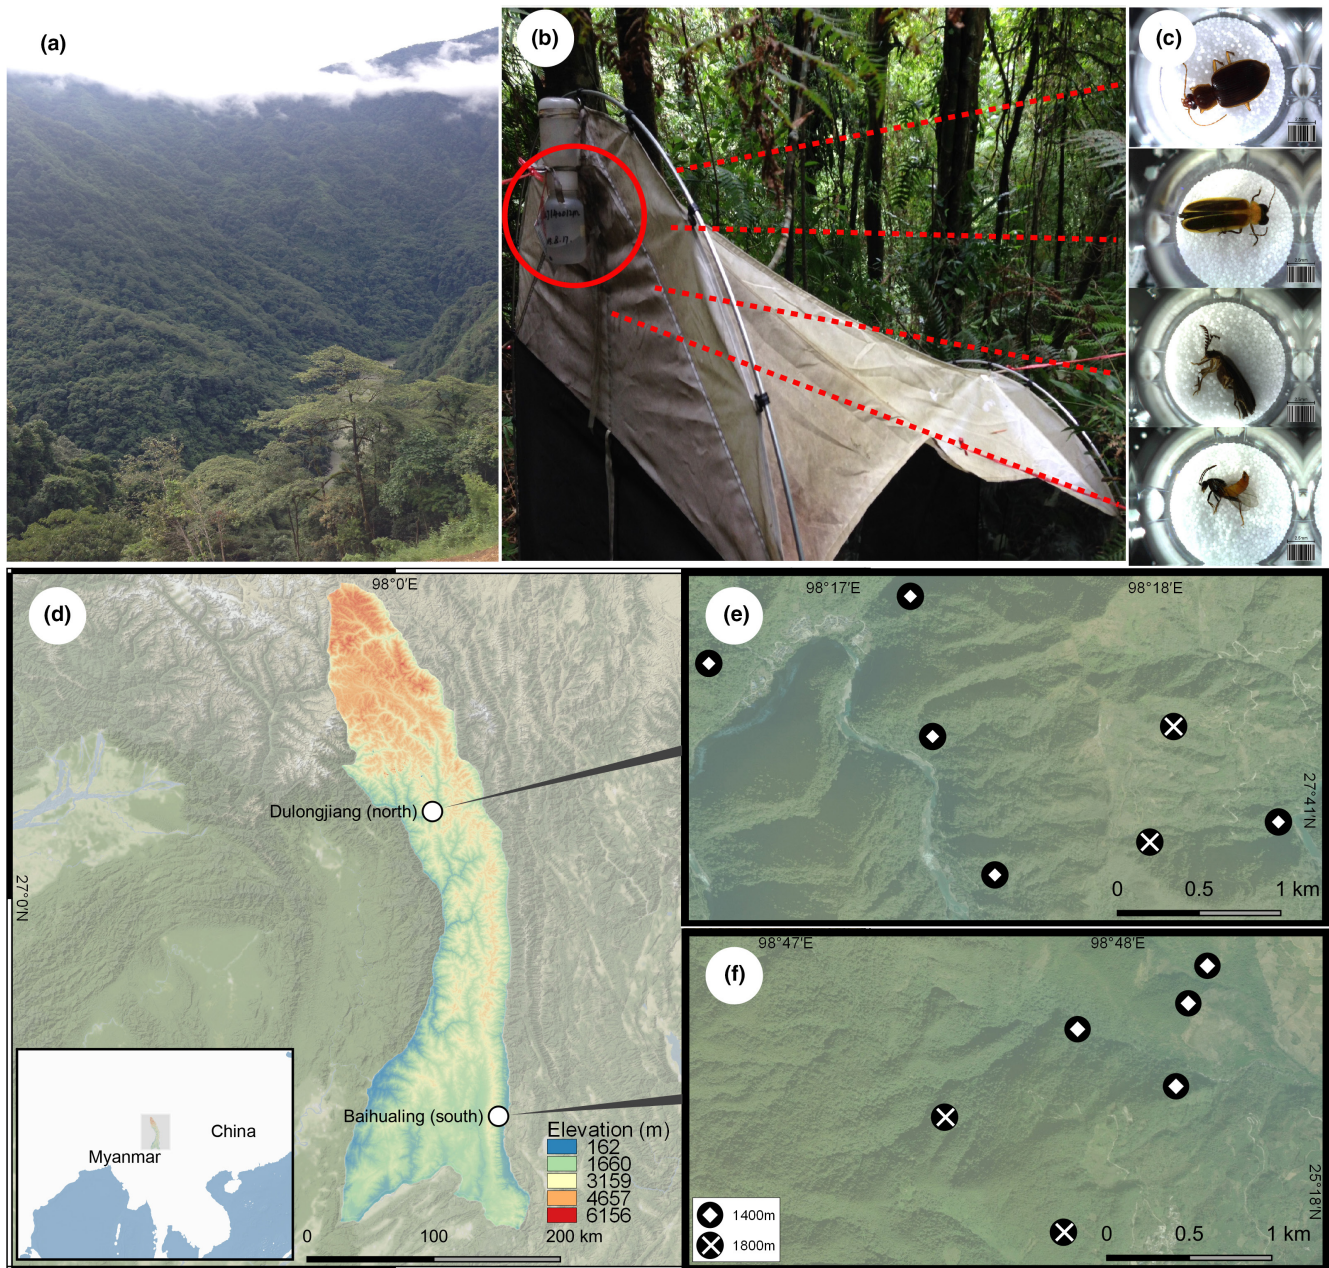 (a)
(b)
(c)
(d)
98°0'E
Dulongjiang (north)
27°0'N
Baihualing (south)
Elevation (m)
162
1660
3159
4657
6156
0 100 200 km
China
Myanmar
(e)
98°17'E 98°18'E
27°41'N
0 0.5 1 km
(f)
98°47'E 98°48'E
25°18'N
1400m
1800m
0 0.5 1 km